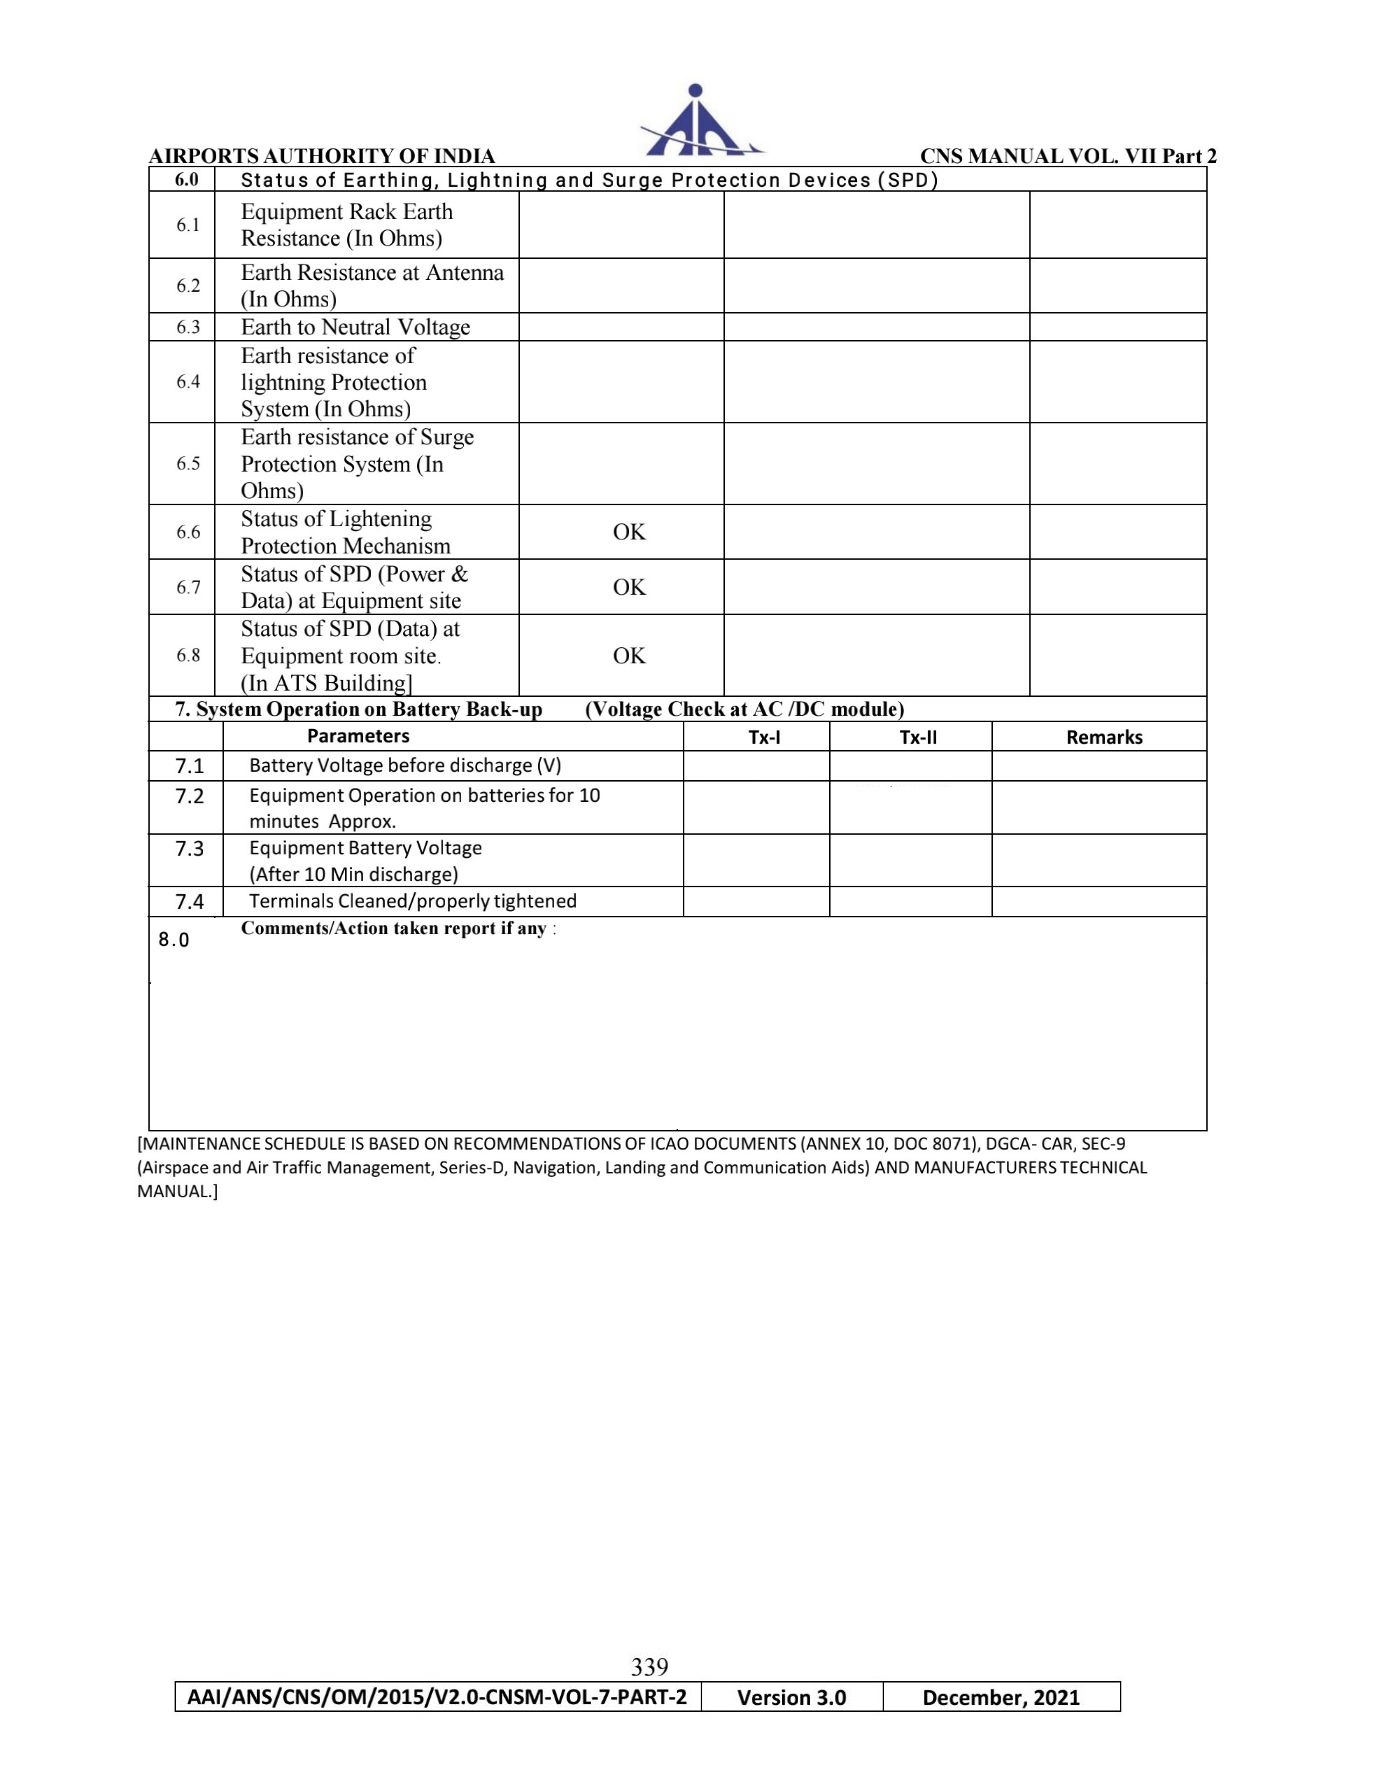 AIRPORTS AUTHORITY OF INDIA
CNS MANUAL VOL. VII Part 2
6.0 Status of Earthing, Lightning and Surge Protection Devices (SPD)
6.1 Equipment Rack Earth
Resistance (In Ohms)
6.2 Earth Resistance at Antenna
(In Ohms)
6.3 Earth to Neutral Voltage
6.4 Earth resistance of
lightning Protection
System (In Ohms)
6.5 Earth resistance of Surge
Protection System (In
Ohms)
6.6 Status of Lightening
Protection Mechanism
OK
6.7 Status of SPD (Power &
Data) at Equipment site
OK
6.8 Status of SPD (Data) at
Equipment room site.
(In ATS Building]
OK
7. System Operation on Battery Back-up (Voltage Check at AC /DC module)
Parameters Tx-I Tx-II Remarks
7.1 Battery Voltage before discharge (V)
7.2 Equipment Operation on batteries for 10
minutes Approx.
7.3 Equipment Battery Voltage
(After 10 Min discharge)
7.4 Terminals Cleaned/properly tightened
8.0 Comments/Action taken report if any :
[MAINTENANCE SCHEDULE IS BASED ON RECOMMENDATIONS OF ICAO DOCUMENTS (ANNEX 10, DOC 8071), DGCA- CAR, SEC-9
(Airspace and Air Traffic Management, Series-D, Navigation, Landing and Communication Aids) AND MANUFACTURERS TECHNICAL
MANUAL.]
339
AAI/ANS/CNS/OM/2015/V2.0-CNSM-VOL-7-PART-2 Version 3.0 December, 2021